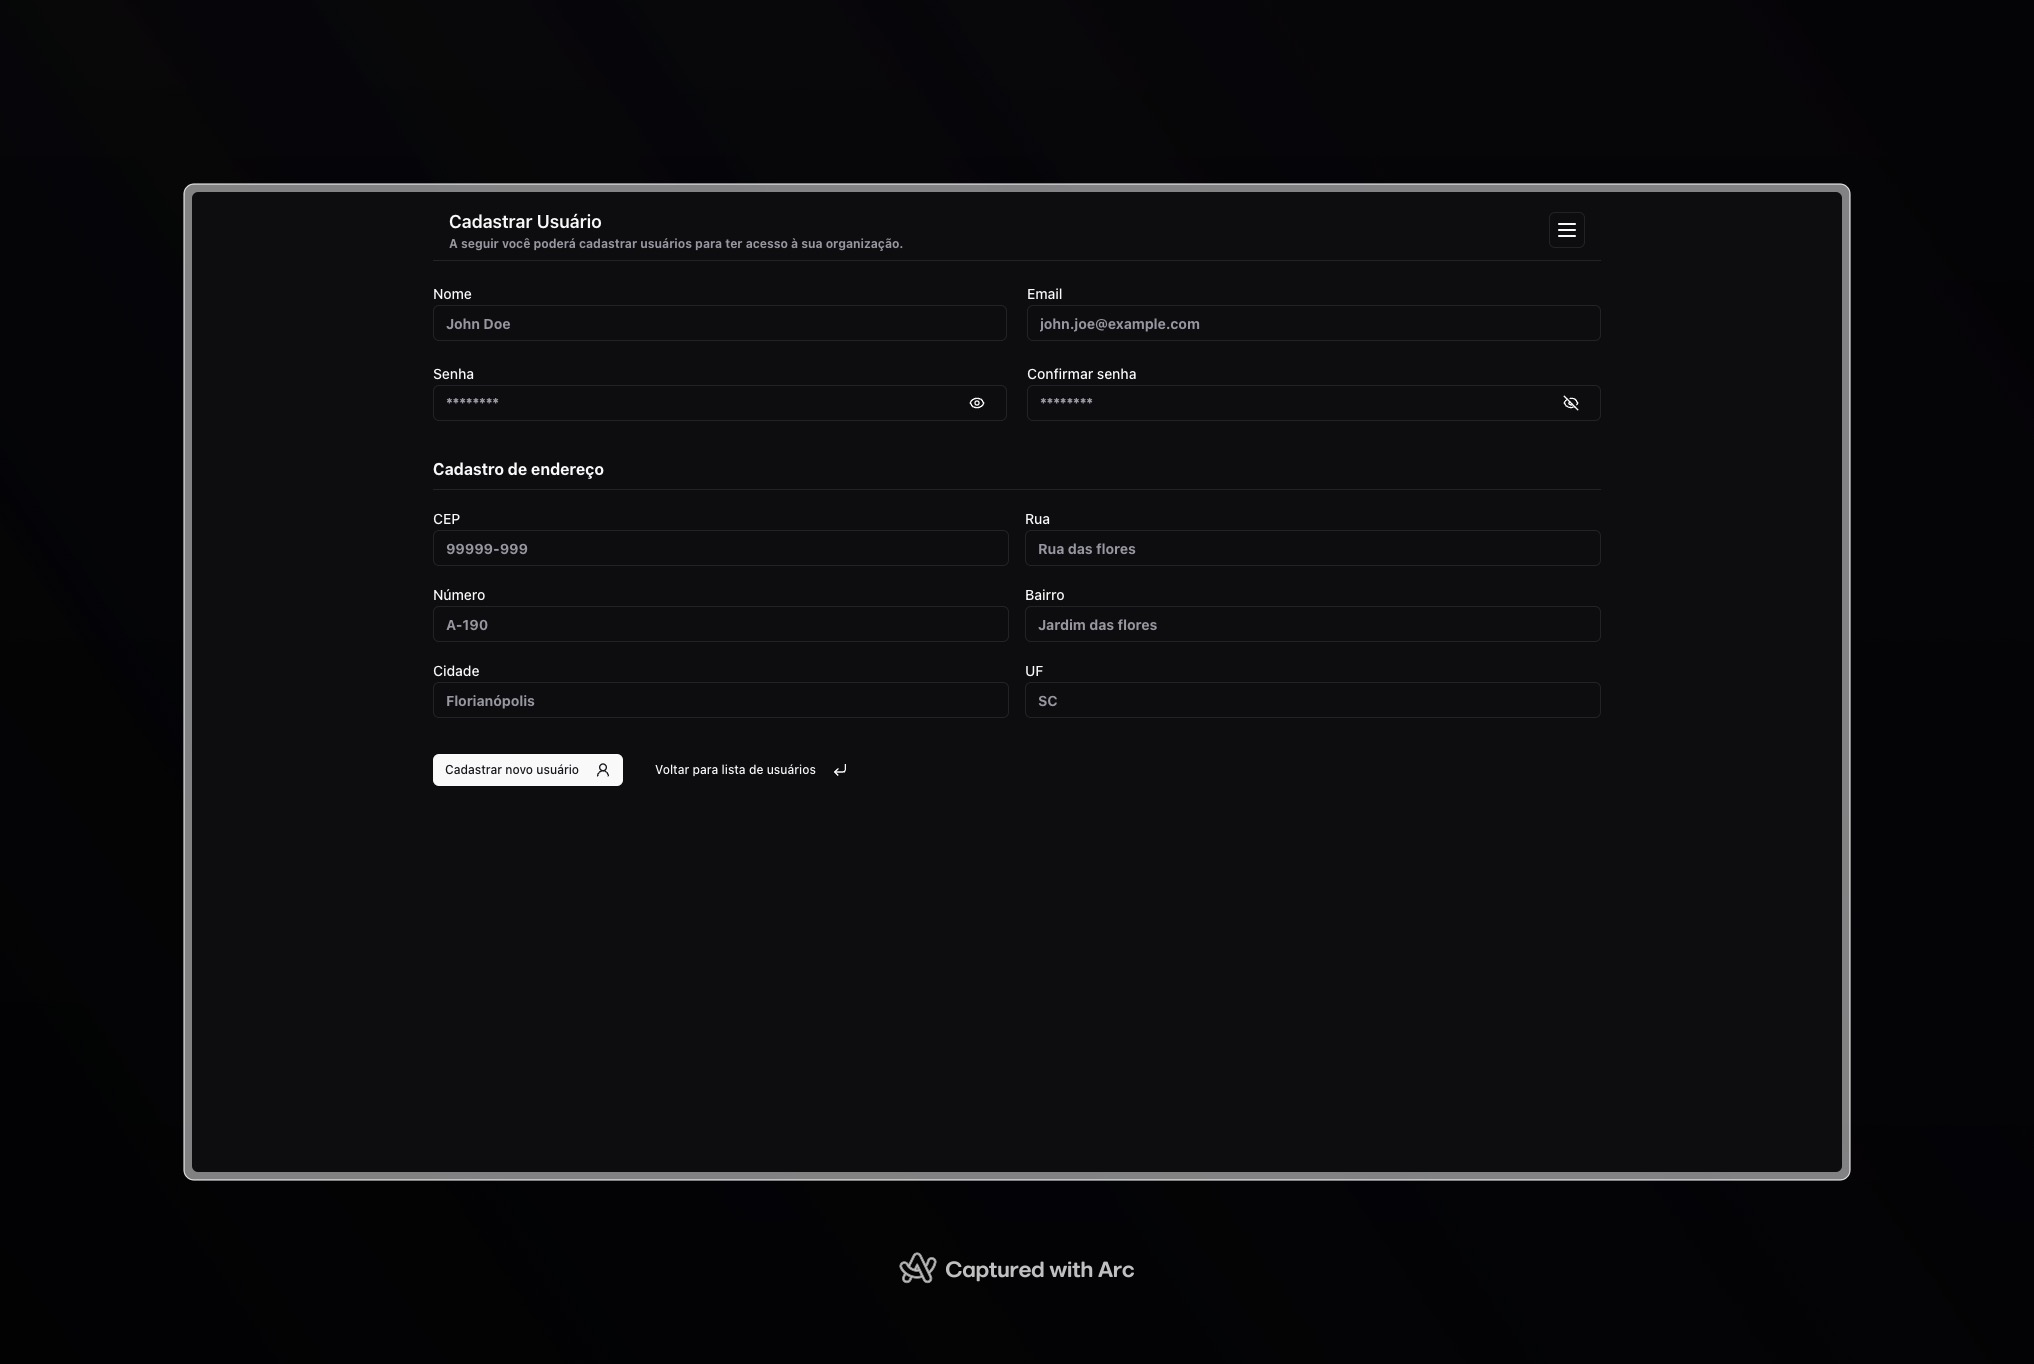 Cadastrar Usuário
A seguir você poderá cadastrar usuários para ter acesso à sua organização.
Nome
Email
John Doe
john.joe@example.com
Senha
Confirmar senha
********
********
Cadastro de endereço
CEP
Rua
99999-999
Rua das flores
Número
Bairro
A-190
Jardim das flores
Cidade
UF
Florianópolis
SC
Cadastrar novo usuário
Voltar para lista de usuários
Captured with Arc